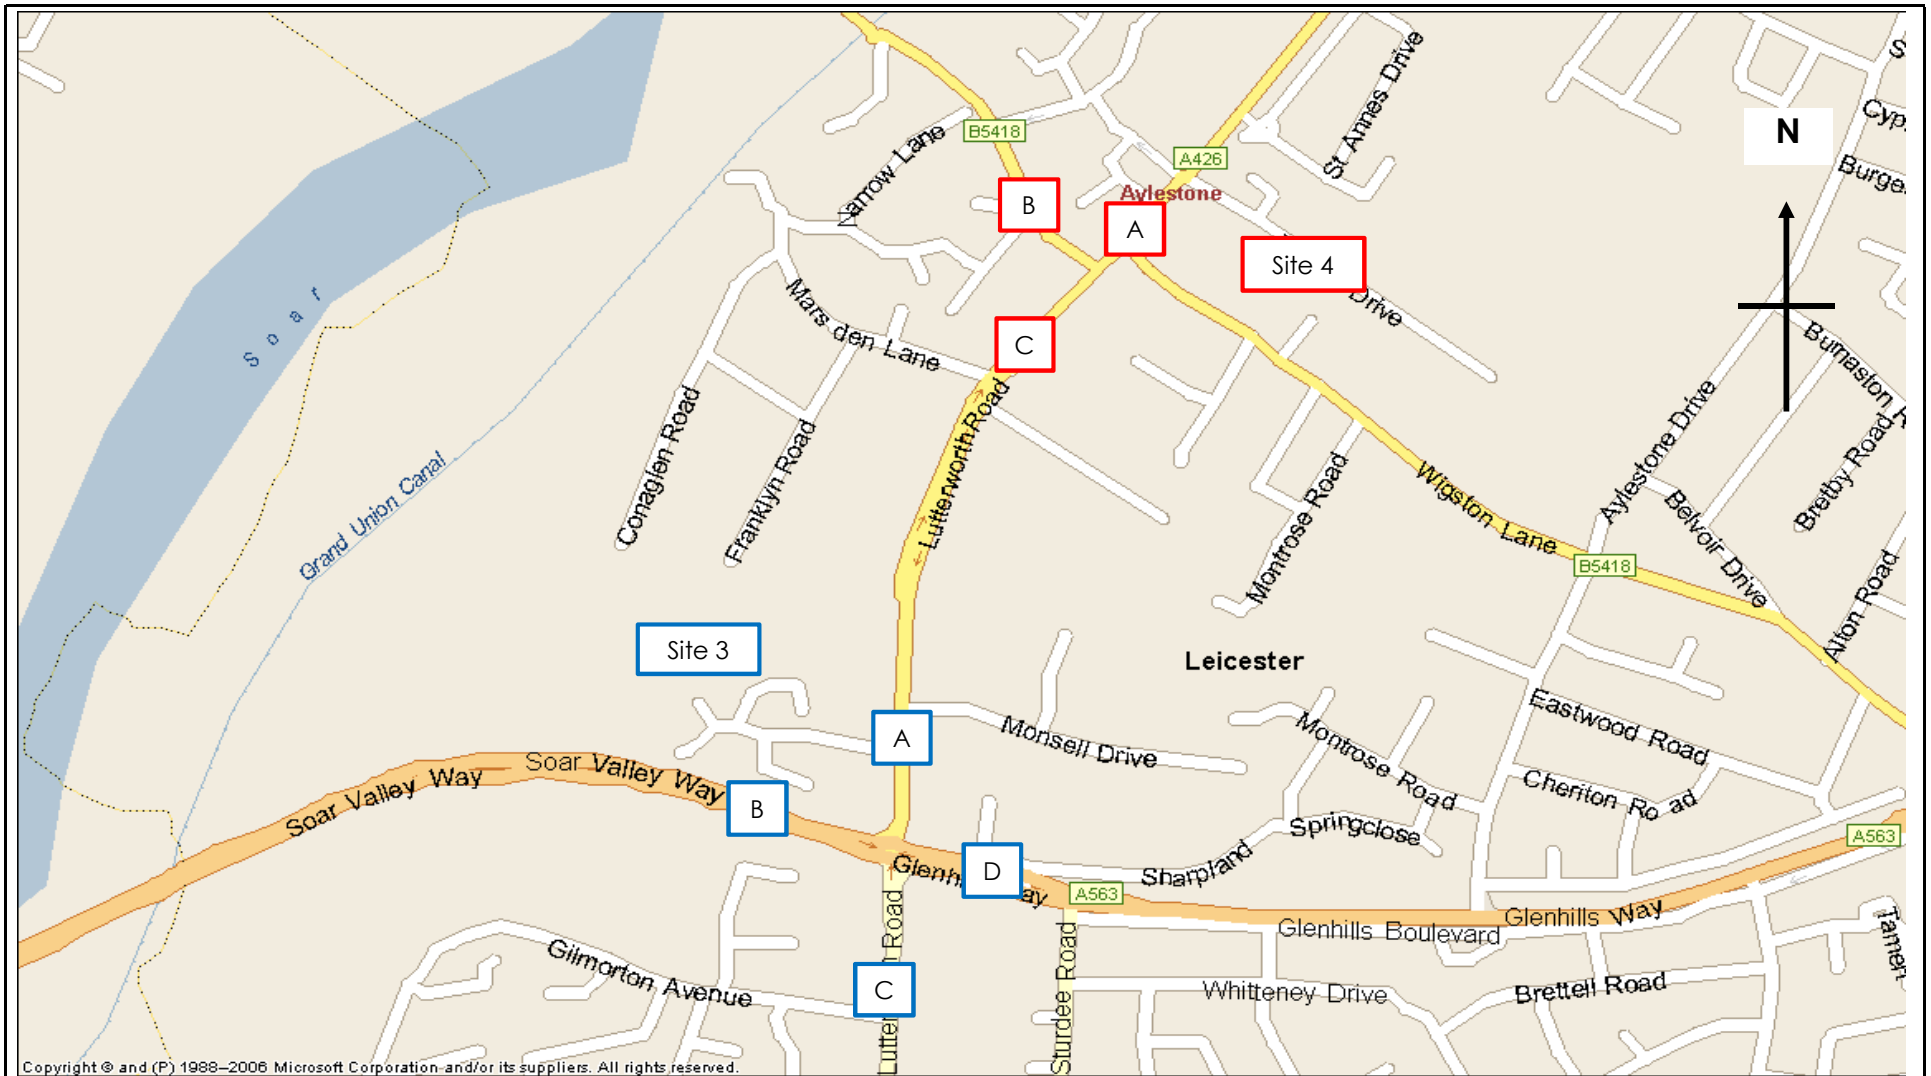 St Annes Drive
N
B5418
Narrow Lane
A426
Aylestone
B
A
Site 4
Drive
Soar
Mars den Lane
C
Burnaston R
Aylestone Drive
Bretby Road
Lutterworth Road
Conaglen Road
Franklyn Road
Grand Union Canal
Montrose Road
Wigston Lane
Belvoir Drive
B5418
Alton Road
Site 3
Leicester
A
Monsell Drive
Montrose Road
Eastwood Road
Soar Valley Way
Soar Valley Way
B
Cheriton Ro ad
Springclose
A563
Sharpland
D
A563
Glenhills Way
Glenhills Boulevard
Gilmorton Avenue
C
Whitteney Drive
Brettell Road
Sturdee Road
Copyright © and (P) 1988–2006 Microsoft Corporation and/or its suppliers. All rights reserved.